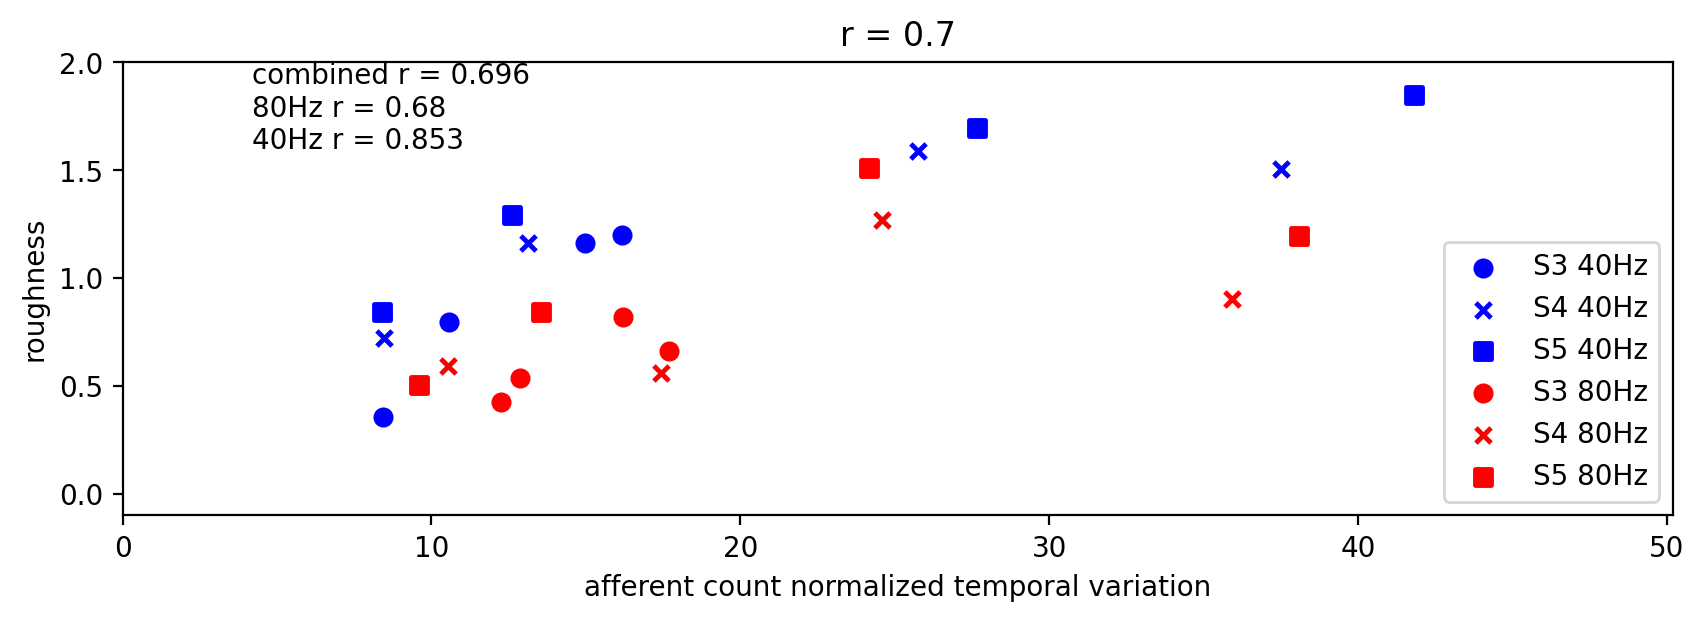 r = 0.7
combined r = 0.696
80Hz r = 0.68
40Hz r = 0.853
2.0
1.5
1.0
0.5
0.0
roughness
S3 40Hz
S4 40Hz
S5 40Hz
S3 80Hz
S4 80Hz
S5 80Hz
0 10 20 30 40 50
afferent count normalized temporal variation